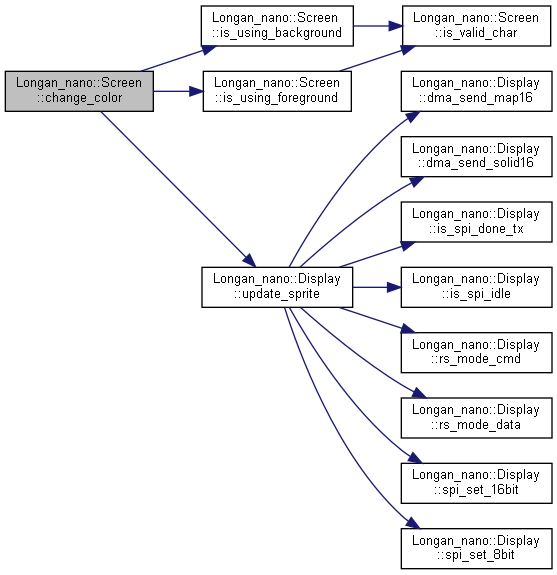 Longan_nano::Screen
::is_using_background
Longan_nano::Screen
::is_valid_char
Longan_nano::Screen
::change_color
Longan_nano::Screen
::is_using_foreground
Longan_nano::Display
::dma_send_map16
Longan_nano::Display
::dma_send_solid16
Longan_nano::Display
::is_spi_done_tx
Longan_nano::Display
::update_sprite
Longan_nano::Display
::is_spi_idle
Longan_nano::Display
::rs_mode_cmd
Longan_nano::Display
::rs_mode_data
Longan_nano::Display
::spi_set_16bit
Longan_nano::Display
::spi_set_8bit